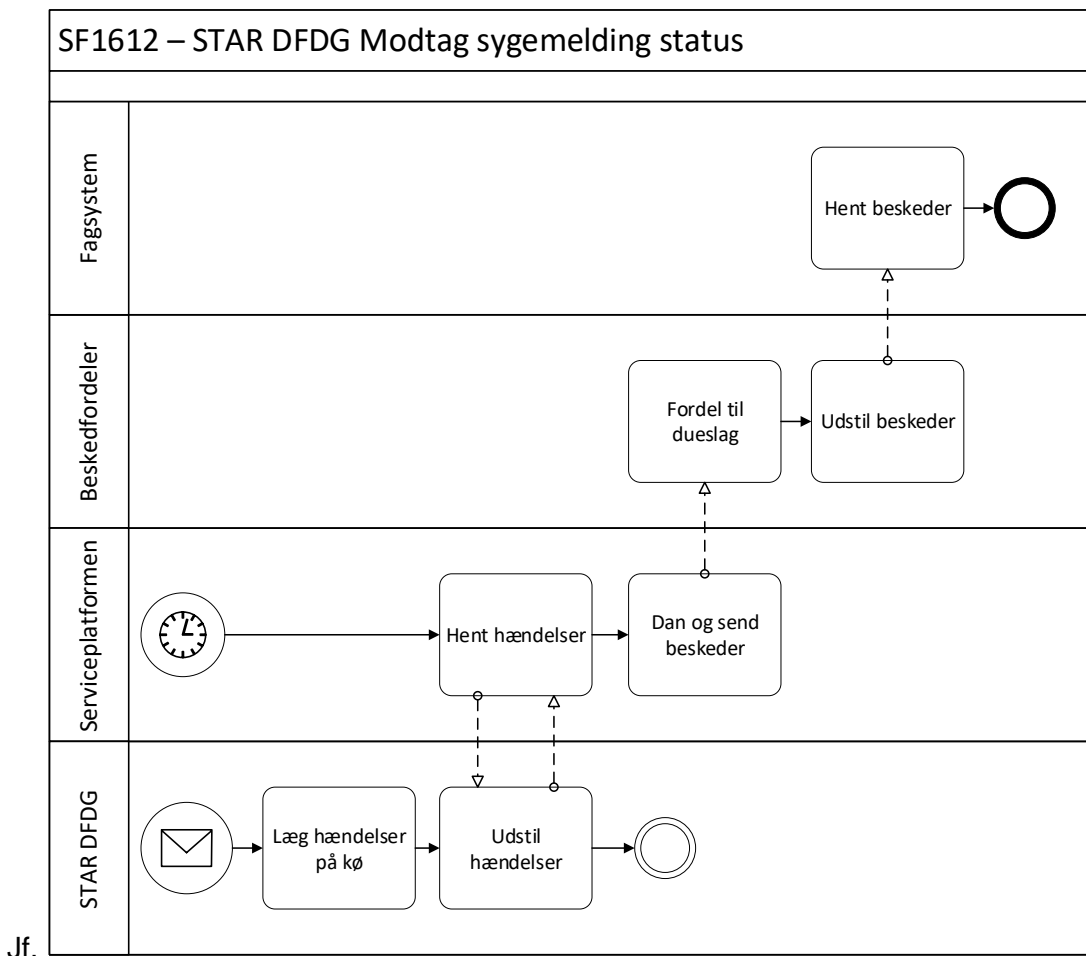 SF1612 – STAR DFDG Modtag sygemelding status
Fagsystem
Hent beskeder
Beskedfordeler
Fordel til
dueslag
Udstil beskeder
Serviceplatformen
Hent hændelser
Dan og send
beskeder
STAR DFDG
Læg hændelser
på kø
Udstil
hændelser
Jf.